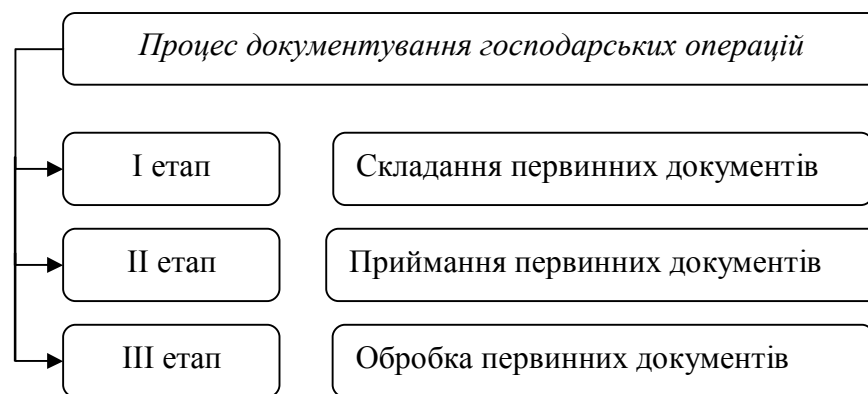 Процес документування господарських операцій
І етап
Складання первинних документів
ІІ етап
Приймання первинних документів
ІІІ етап
Обробка первинних документів